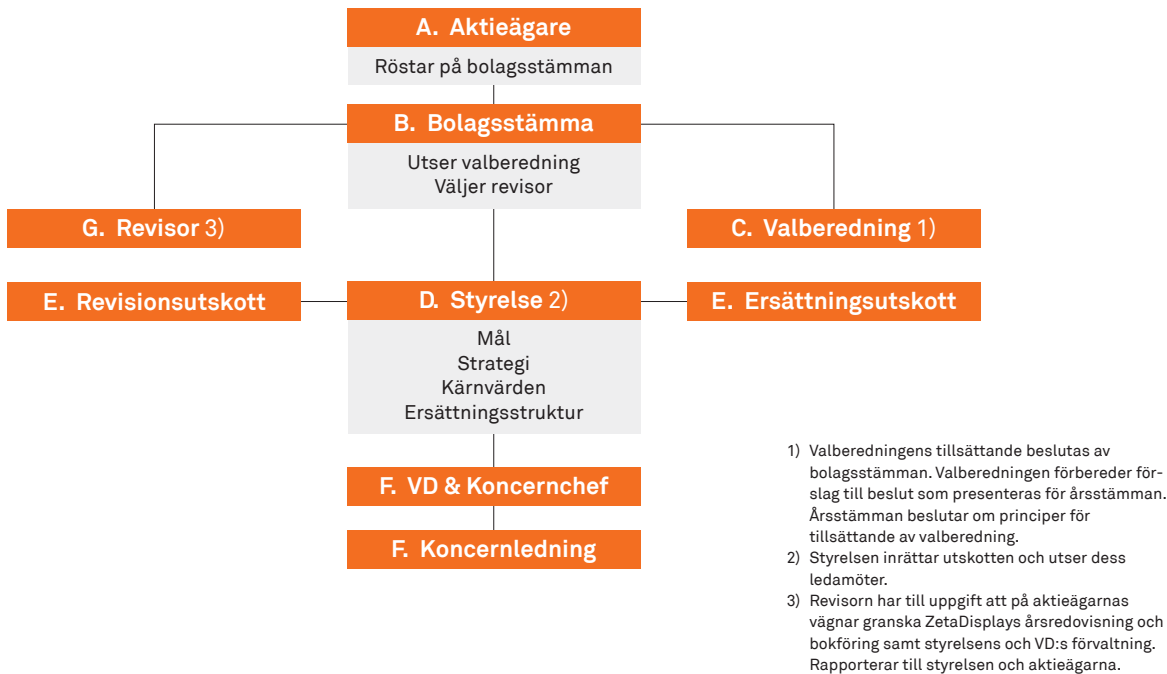 A. Aktieägare
Röstar på bolagsstämman
B. Bolagsstämma
Utser valberedning
Väljer revisor
G. Revisor 3)
C. Valberedning 1)
E. Revisionsutskott
D. Styrelse 2)
E. Ersättningsutskott
Mål
Strategi
Kärnvärden
Ersättningsstruktur
F. VD & Koncernchef
F. Koncernledning
1) Valberedningens tillsättande beslutas av
bolagsstämman. Valberedningen förbereder för-
slag till beslut som presenteras för årsstämman.
Årsstämman beslutar om principer för
tillsättande av valberedning.
2) Styrelsen inrättar utskotten och utser dess
ledamöter.
3) Revisorn har till uppgift att på aktieägarnas
vägnar granska ZetaDisplays årsredovisning och
bokföring samt styrelsens och VD:s förvaltning.
Rapporterar till styrelsen och aktieägarna.